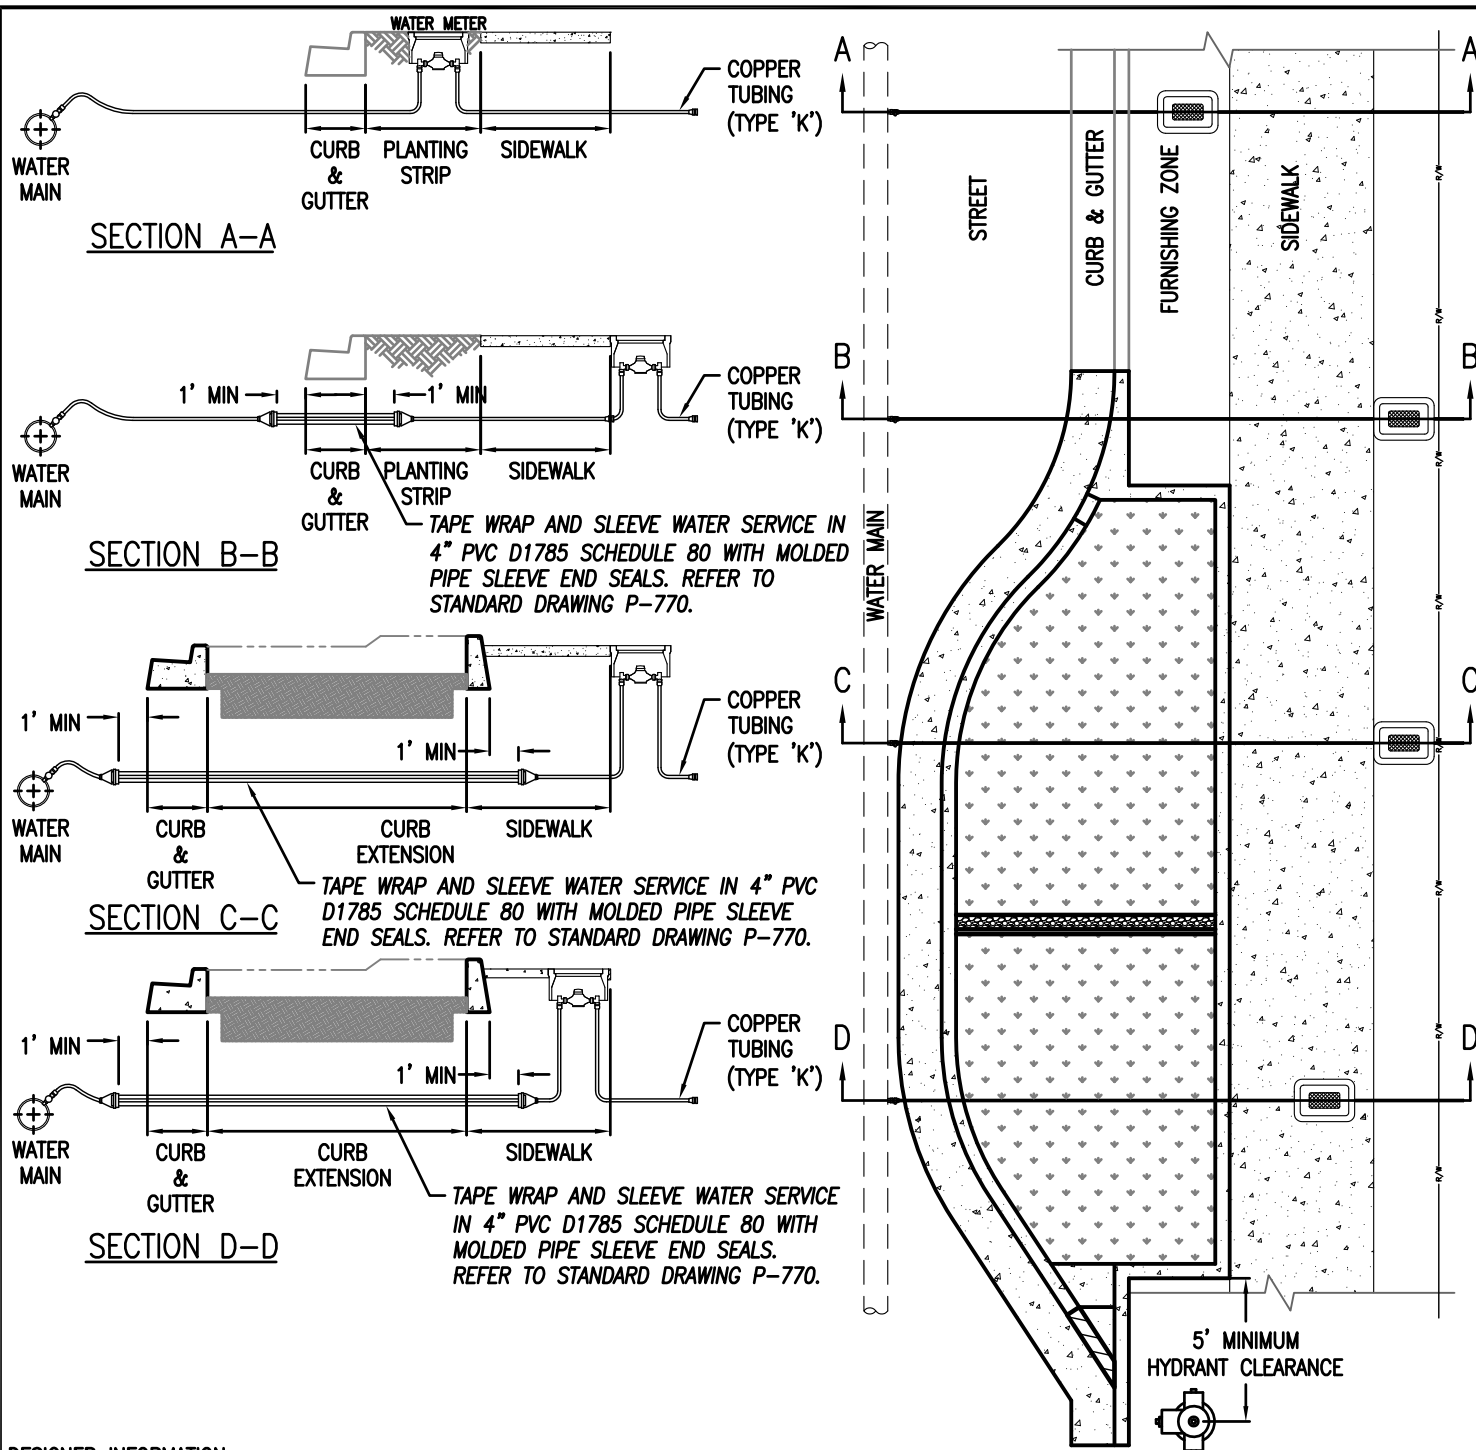 WATER METER
COPPER
TUBING
(TYPE 'K')
WATER
MAIN
CURB
&
GUTTER
PLANTING
STRIP
SIDEWALK
SECTION A-A
1' MIN
1' MIN
COPPER
TUBING
(TYPE 'K')
WATER
MAIN
CURB
&
GUTTER
PLANTING
STRIP
SIDEWALK
TAPE WRAP AND SLEEVE WATER SERVICE IN
4" PVC D1785 SCHEDULE 80 WITH MOLDED
PIPE SLEEVE END SEALS. REFER TO
STANDARD DRAWING P-770.
SECTION B-B
1' MIN
1' MIN
COPPER
TUBING
(TYPE 'K')
WATER
MAIN
CURB
&
GUTTER
CURB
EXTENSION
SIDEWALK
TAPE WRAP AND SLEEVE WATER SERVICE IN 4" PVC
D1785 SCHEDULE 80 WITH MOLDED PIPE SLEEVE
END SEALS. REFER TO STANDARD DRAWING P-770.
SECTION C-C
1' MIN
1' MIN
COPPER
TUBING
(TYPE 'K')
WATER
MAIN
CURB
&
GUTTER
CURB
EXTENSION
SIDEWALK
TAPE WRAP AND SLEEVE WATER SERVICE
IN 4" PVC D1785 SCHEDULE 80 WITH
MOLDED PIPE SLEEVE END SEALS.
REFER TO STANDARD DRAWING P-770.
SECTION D-D
A
A
STREET
CURB & GUTTER
FURNISHING ZONE
SIDEWALK
R/W
B
B
R/W
R/W
WATER MAIN
C
C
R/W
R/W
D
D
R/W
R/W
5' MINIMUM
HYDRANT CLEARANCE
DESIGNER INFORMATION